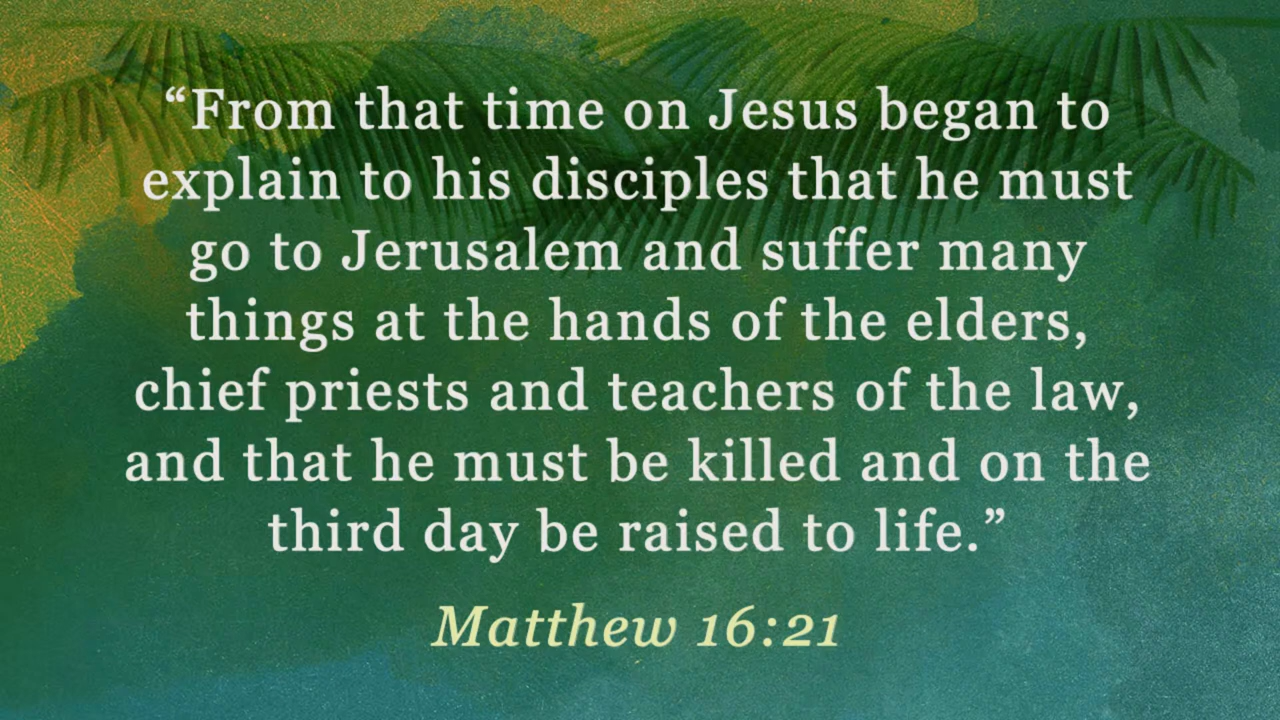 “From that time on Jesus began to
explain to his disciples that he must
go to Jerusalem and suffer many
things at the hands of the elders,
chief priests and teachers of the law,
and that he must be killed and on the
third day be raised to life.”
Matthew 16:21